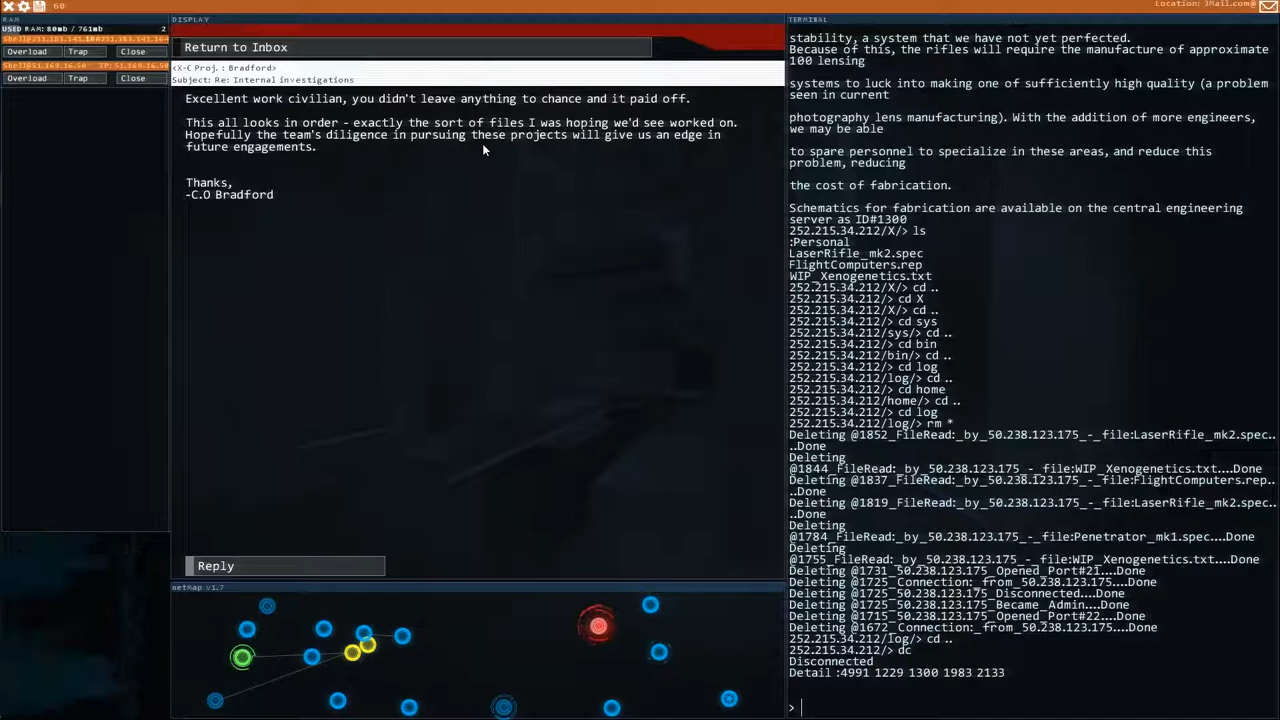 60
Location: JMail.com@
RAM
USED RAM: 80mb / 761mb 2
Overload Trap Close
Shell@51.169.16.50 IP: 51.169.16.50
Overload Trap Close
DISPLAY
Return to Inbox
<X-C Proj. : Bradford>
Subject: Re: Internal investigations
Excellent work civilian, you didn't leave anything to chance and it paid off.
This all looks in order - exactly the sort of files I was hoping we'd see worked on.
Hopefully the team's diligence in pursuing these projects will give us an edge in
future engagements.
Thanks,
-C.O Bradford
Reply
netMap v1.7
TERMINAL
stability, a system that we have not yet perfected.
Because of this, the rifles will require the manufacture of approximate
100 lensing
systems to luck into making one of sufficiently high quality (a problem
seen in current
photography lens manufacturing). With the addition of more engineers,
we may be able
to spare personnel to specialize in these areas, and reduce this
problem, reducing
the cost of fabrication.
Schematics for fabrication are available on the central engineering
server as ID#1300
252.215.34.212/X/> ls
:Personal
LaserRifle_mk2.spec
FlightComputers.rep
WIP_Xenogenetics.txt
252.215.34.212/X/> cd ..
252.215.34.212/> cd X
252.215.34.212/X/> cd ..
252.215.34.212/> cd sys
252.215.34.212/sys/> cd ..
252.215.34.212/> cd bin
252.215.34.212/bin/> cd ..
252.215.34.212/> cd log
252.215.34.212/log/> cd ..
252.215.34.212/> cd home
252.215.34.212/home/> cd ..
252.215.34.212/> cd log
252.215.34.212/log/> rm *
Deleting @1852_FileRead:_by_50.238.123.175_-_file:LaserRifle_mk2.spec..
..Done
Deleting
@1844_FileRead:_by_50.238.123.175_-_file:WIP_Xenogenetics.txt....Done
Deleting @1837_FileRead:_by_50.238.123.175_-_file:FlightComputers.rep..
..Done
Deleting @1819_FileRead:_by_50.238.123.175_-_file:LaserRifle_mk2.spec..
..Done
Deleting
@1784_FileRead:_by_50.238.123.175_-_file:Penetrator_mk1.spec....Done
Deleting
@1755_FileRead:_by_50.238.123.175_-_file:WIP_Xenogenetics.txt....Done
Deleting @1731_50.238.123.175_Opened_Port#21....Done
Deleting @1725_Connection:_from_50.238.123.175....Done
Deleting @1725_50.238.123.175_Disconnected....Done
Deleting @1725_50.238.123.175_Became_Admin....Done
Deleting @1715_50.238.123.175_Opened_Port#22....Done
Deleting @1672_Connection:_from_50.238.123.175....Done
252.215.34.212/log/> cd ..
252.215.34.212/> dc
Disconnected
Detail :4991 1229 1300 1983 2133
>